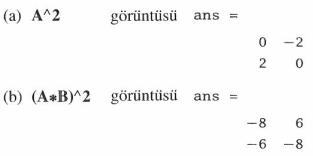 (a) A^2 görüntüsü ans =
0 -2
2 0
(b) (A*B)^2 görüntüsü ans =
-8 6
-6 -8